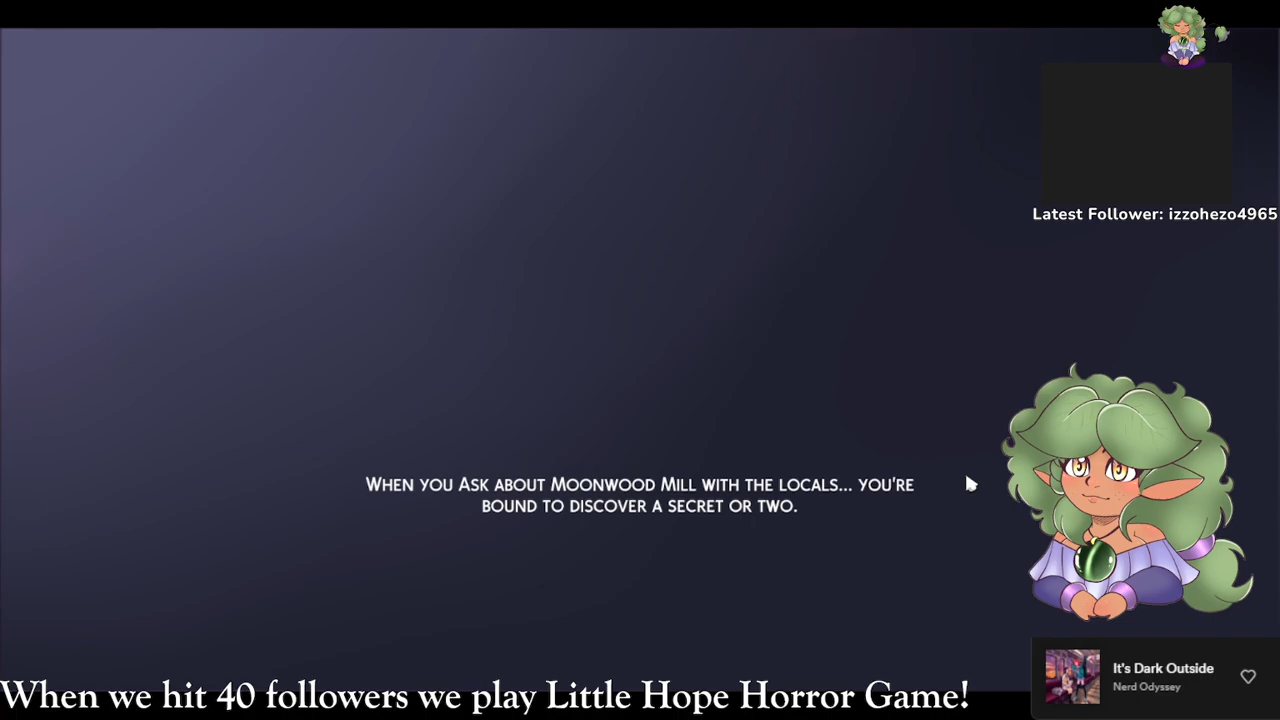 Latest Follower: izzohezo4965
WHEN YOU ASK ABOUT MOONWOOD MILL WITH THE LOCALS... YOU'RE
BOUND TO DISCOVER A SECRET OR TWO.
It's Dark Outside
Nerd Odyssey
When we hit 40 followers we play Little Hope Horror Game!